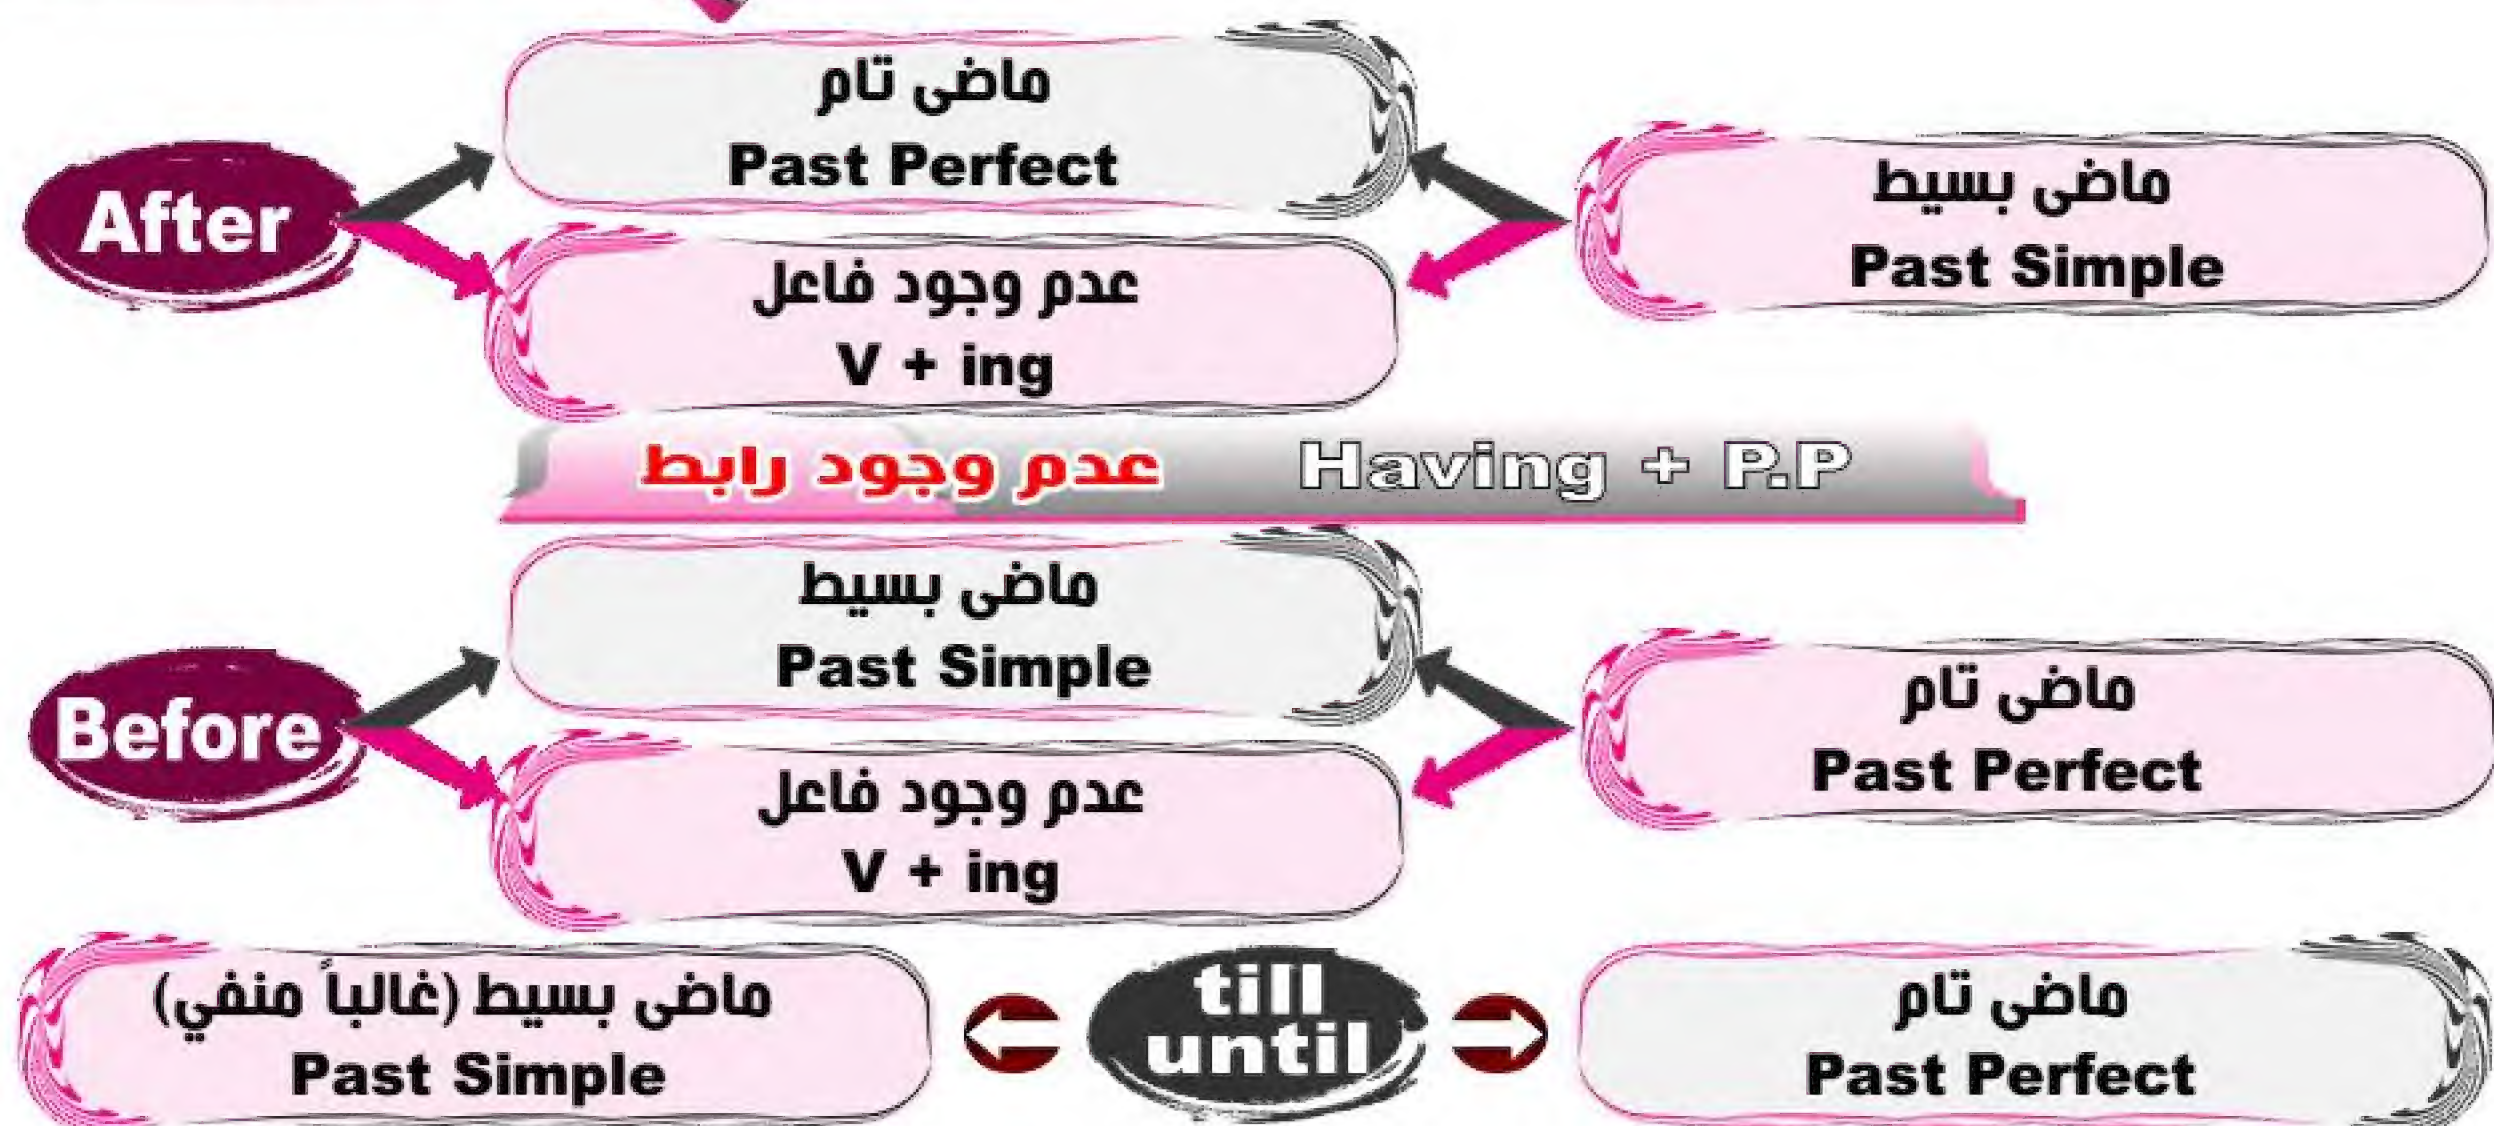 ماضى تام
Past Perfect
After
ماضى بسيط
Past Simple
عدم وجود فاعل
V + ing
عدم وجود رابط Having + P.P
ماضى بسيط
Past Simple
Before
ماضى تام
Past Perfect
عدم وجود فاعل
V + ing
ماضى بسيط (غالباً منفي)
Past Simple
till
until
ماضى تام
Past Perfect